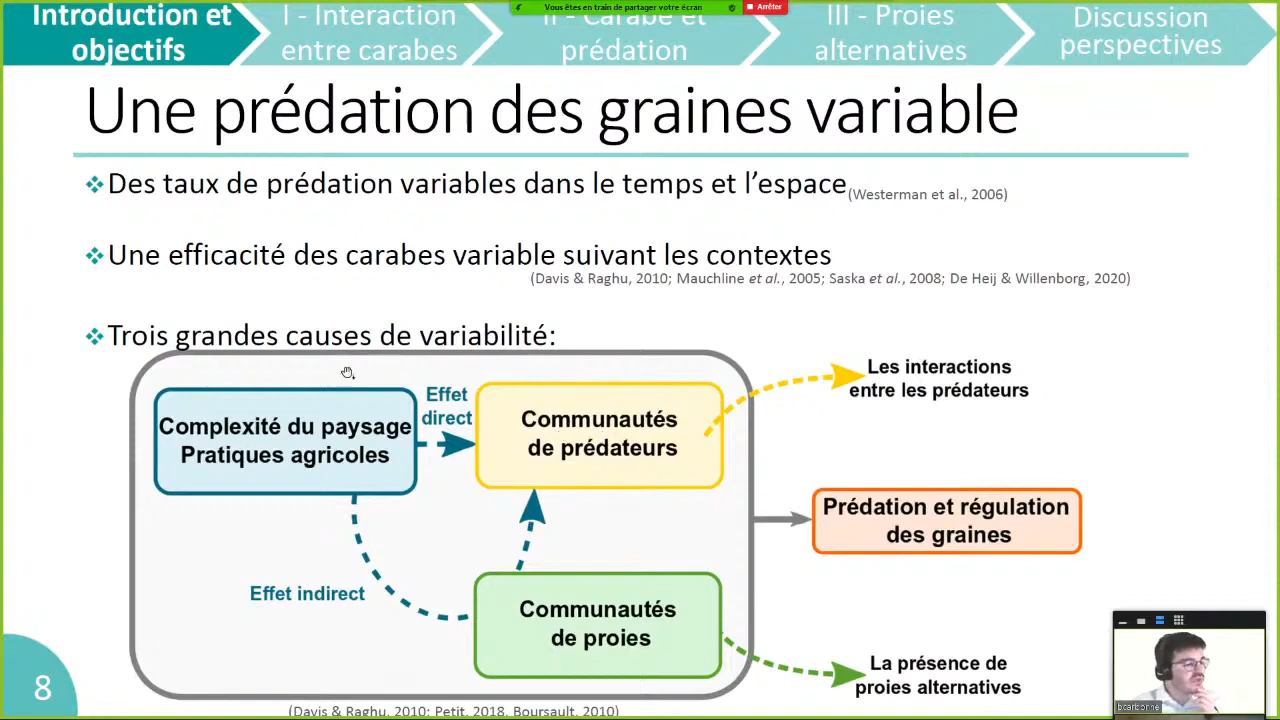 Vous êtes en train de partager votre écran
Arrêter
Introduction et
objectifs
I - Interaction
entre carabes
II - Carabe et
prédation
III - Proies
alternatives
Discussion
perspectives
Une prédation des graines variable
Des taux de prédation variables dans le temps et l’espace (Westerman et al., 2006)
Une efficacité des carabes variable suivant les contextes
(Davis & Raghu, 2010; Mauchline et al., 2005; Saska et al., 2008; De Heij & Willenborg, 2020)
Trois grandes causes de variabilité:
Complexité du paysage
Pratiques agricoles
Effet
direct
Communautés
de prédateurs
Les interactions
entre les prédateurs
Prédation et régulation
des graines
Effet indirect
Communautés
de proies
La présence de
proies alternatives
8
(Davis & Raghu, 2010; Petit, 2018, Boursault, 2010)
bcarbonne